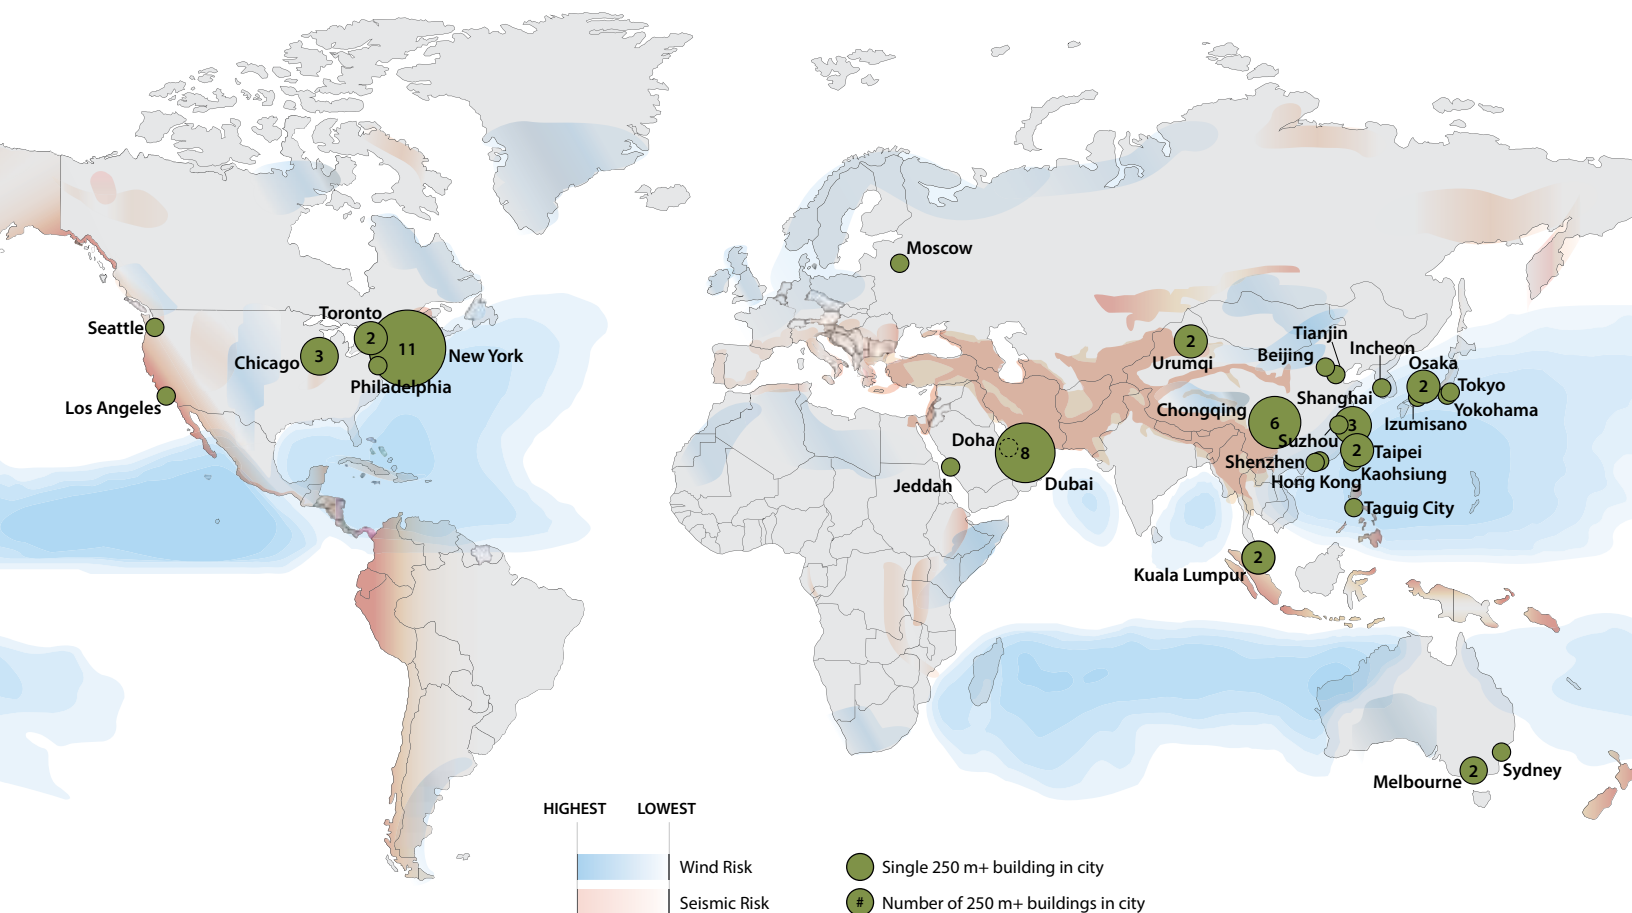 Moscow
Seattle
Toronto
2
11
New York
Chicago
3
Philadelphia
Los Angeles
Tianjin
Incheon
Beijing
Osaka
2
Urumqi
2
Tokyo
Yokohama
Shanghai
3
Izumisano
Chongqing
6
Suzhou
2
Taipei
Doha
8
Shenzhen
Kaohsiung
Jeddah
Dubai
Hong Kong
Taguig City
2
Kuala Lumpur
2
Melbourne
Sydney
HIGHEST LOWEST
Wind Risk
Single 250 m+ building in city
Seismic Risk
# Number of 250 m+ buildings in city